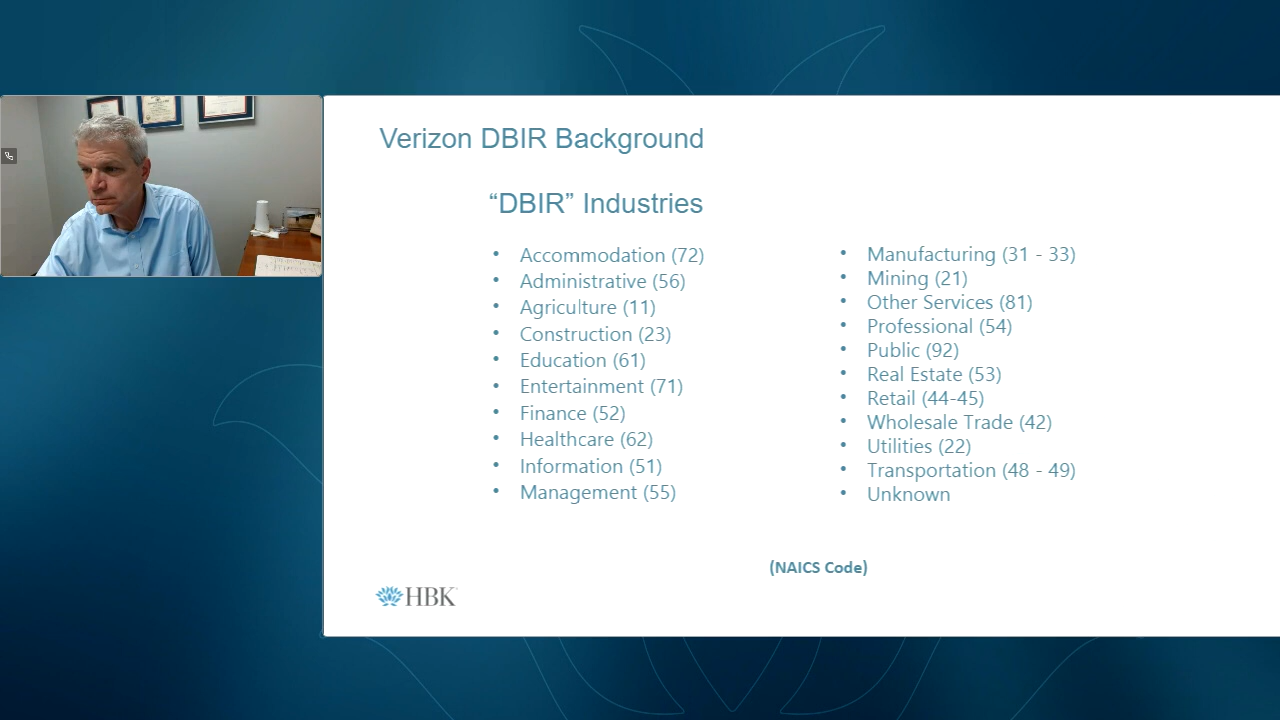 Verizon DBIR Background
“DBIR” Industries
• Accommodation (72)
• Administrative (56)
• Agriculture (11)
• Construction (23)
• Education (61)
• Entertainment (71)
• Finance (52)
• Healthcare (62)
• Information (51)
• Management (55)
• Manufacturing (31 - 33)
• Mining (21)
• Other Services (81)
• Professional (54)
• Public (92)
• Real Estate (53)
• Retail (44-45)
• Wholesale Trade (42)
• Utilities (22)
• Transportation (48 - 49)
• Unknown
(NAICS Code)
HBK